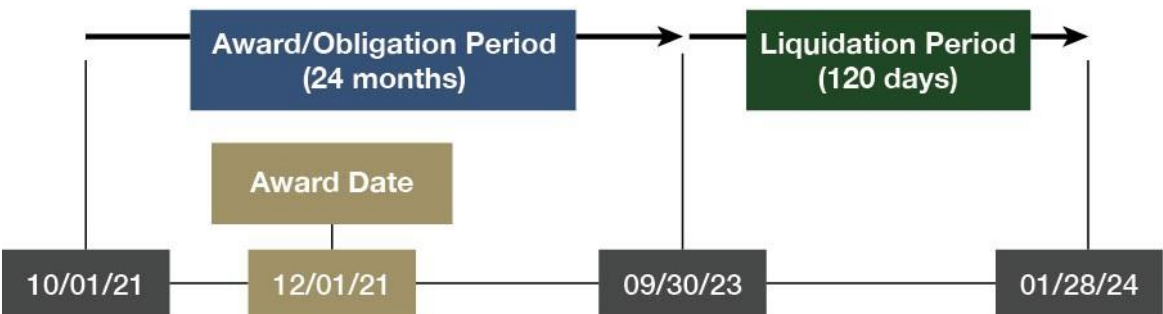 Award/Obligation Period
(24 months)
Liquidation Period
(120 days)
Award Date
10/01/21
12/01/21
09/30/23
01/28/24